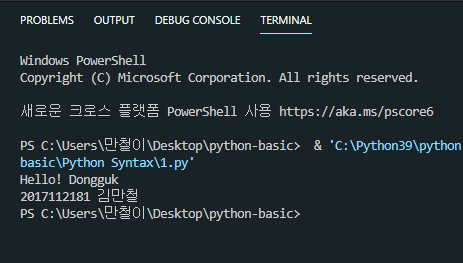 PROBLEMS OUTPUT DEBUG CONSOLE TERMINAL
Windows PowerShell
Copyright (C) Microsoft Corporation. All rights reserved.
새로운 크로스 플랫폼 PowerShell 사용 https://aka.ms/pscore6
PS C:\Users\만철이\Desktop\python-basic>  & 'C:\Python39\python
basic\Python Syntax\1.py'
Hello! Dongguk
2017112181 김만철
PS C:\Users\만철이\Desktop\python-basic>